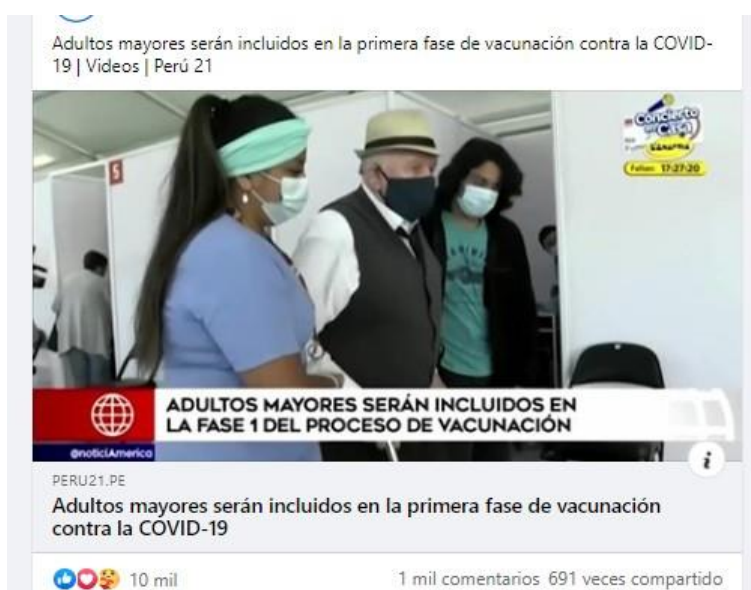 Adultos mayores serán incluidos en la primera fase de vacunación contra la COVID-
19 | Videos | Perú 21
Concierto
en Casa
Faltan 17:27:20
5
ADULTOS MAYORES SERÁN INCLUIDOS EN
LA FASE 1 DEL PROCESO DE VACUNACIÓN
@noticiAmerica
i
PERU21.PE
Adultos mayores serán incluidos en la primera fase de vacunación
contra la COVID-19
10 mil
1 mil comentarios 691 veces compartido